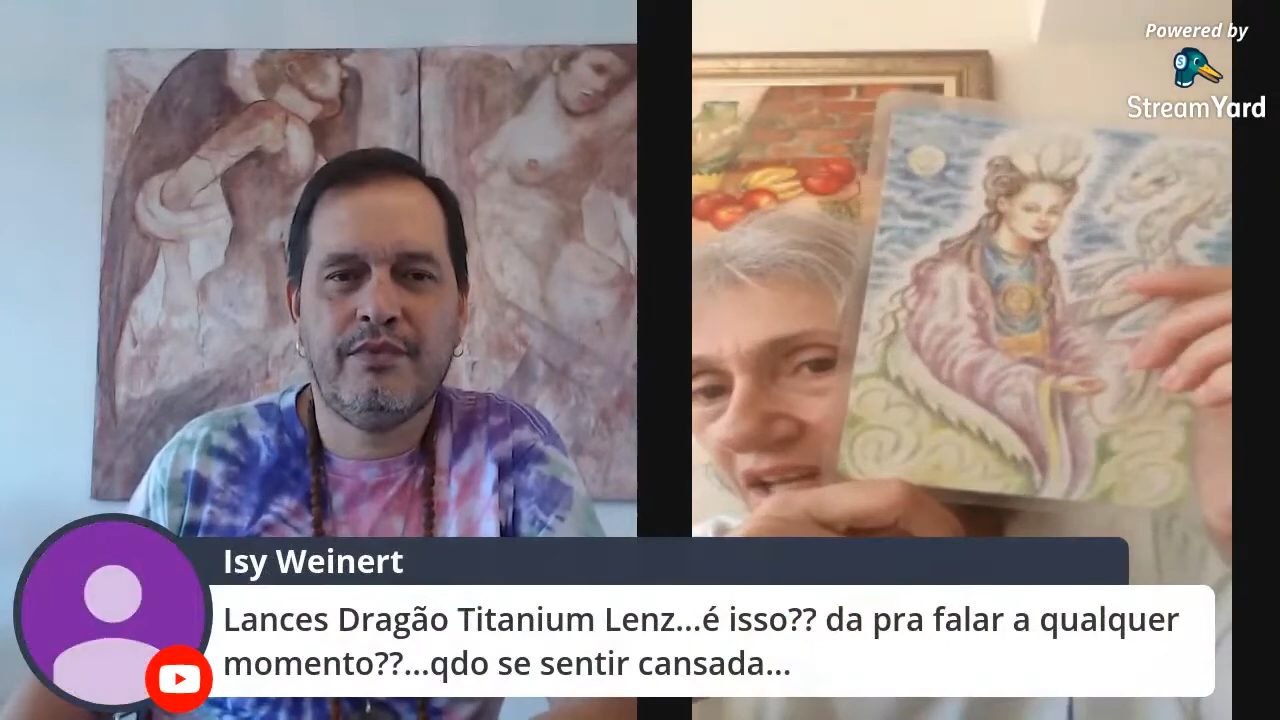 Powered by
StreamYard
Isy Weinert
Lances Dragão Titanium Lenz...é isso?? da pra falar a qualquer
momento??...qdo se sentir cansada...